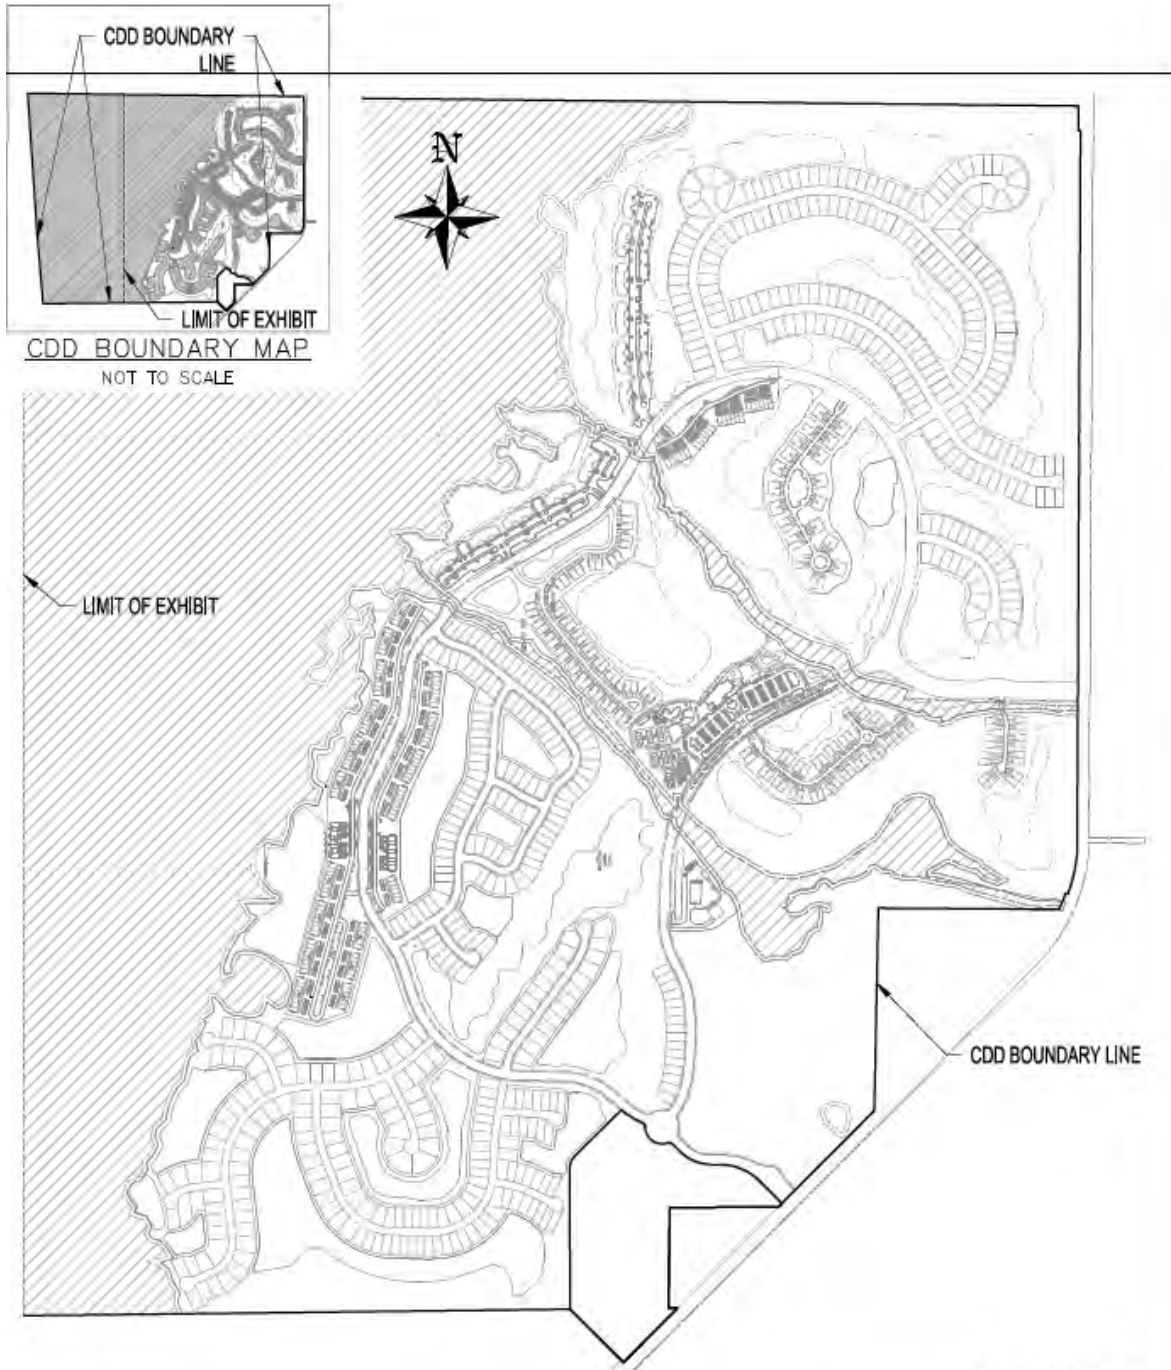 CDD BOUNDARY
LINE
LIMIT OF EXHIBIT
CDD BOUNDARY MAP
NOT TO SCALE
N
LIMIT OF EXHIBIT
CDD BOUNDARY LINE